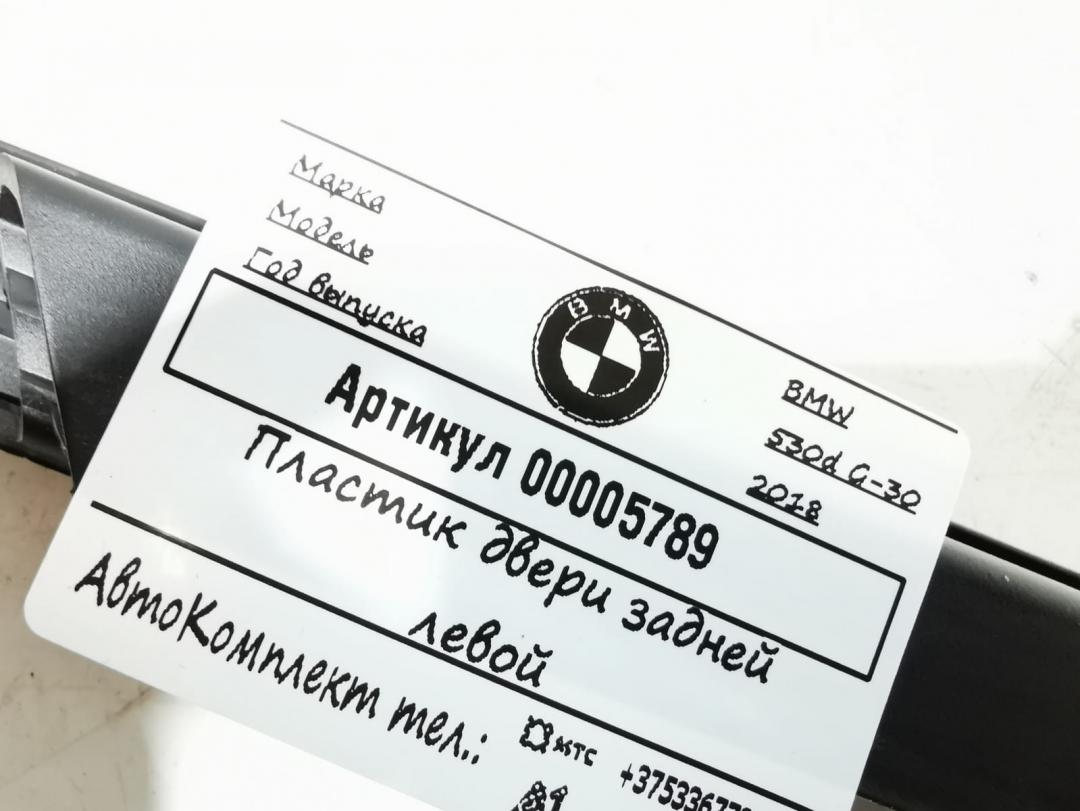 Марка BMW
Модель 530d G-30
Год выпуска 2018
BMW
Артикул 00005789
Пластик двери задней
левой
АвтоКомплект тел.: мтс